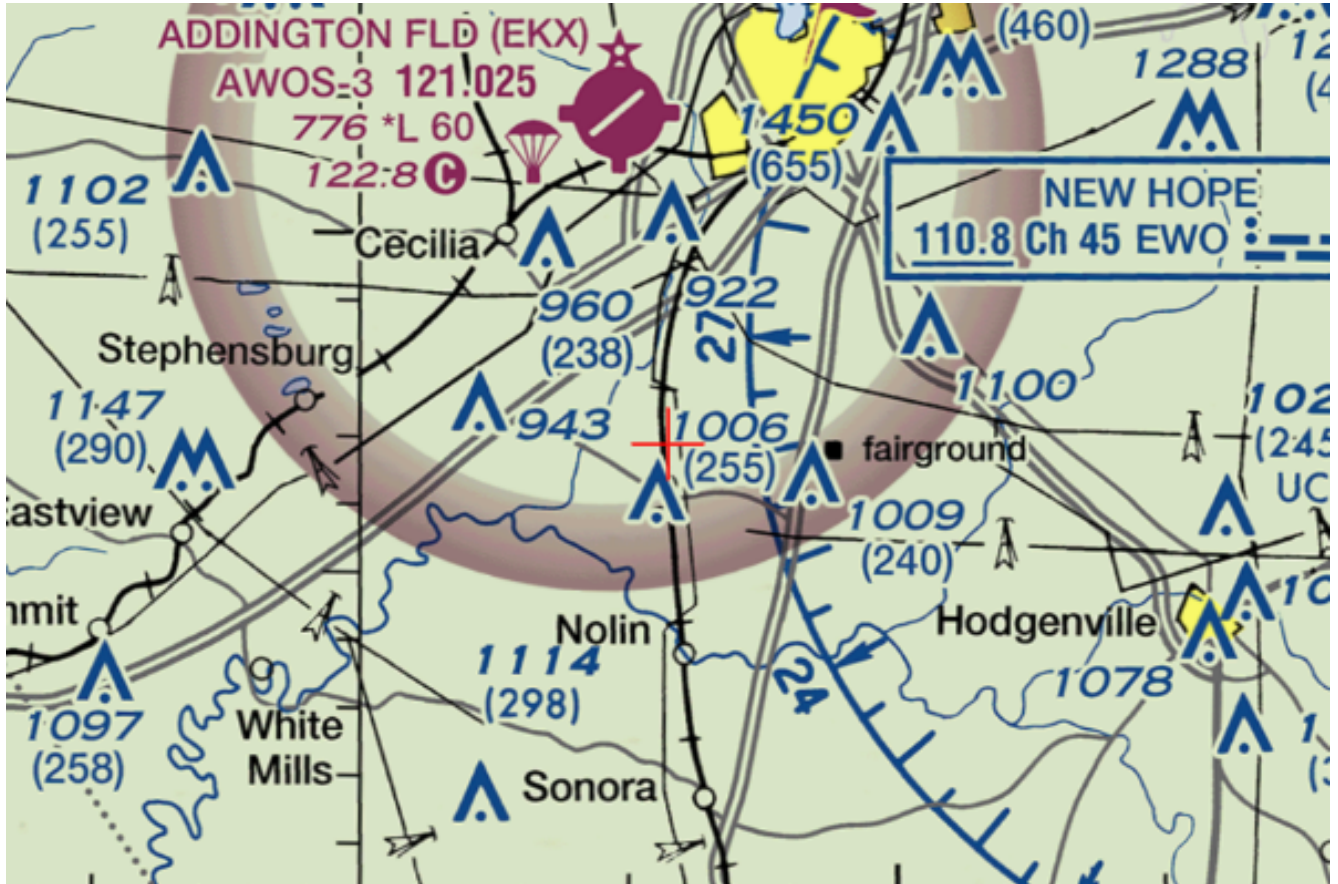 ADDINGTON FLD (EKX)
AWOS-3 121.025
776 *L 60
122.8 C
(460)
1288
1450
(655)
1102
(255)
NEW HOPE
110.8 Ch 45 EWO
Cecilia
960
(238)
922
27
Stephensburg
1147
(290)
943
1006
(255)
1100
fairground
(245
UC
Eastview
1009
(240)
Hodgenville
Nolin
1114
(298)
24
1078
1097
(258)
White
Mills
Sonora